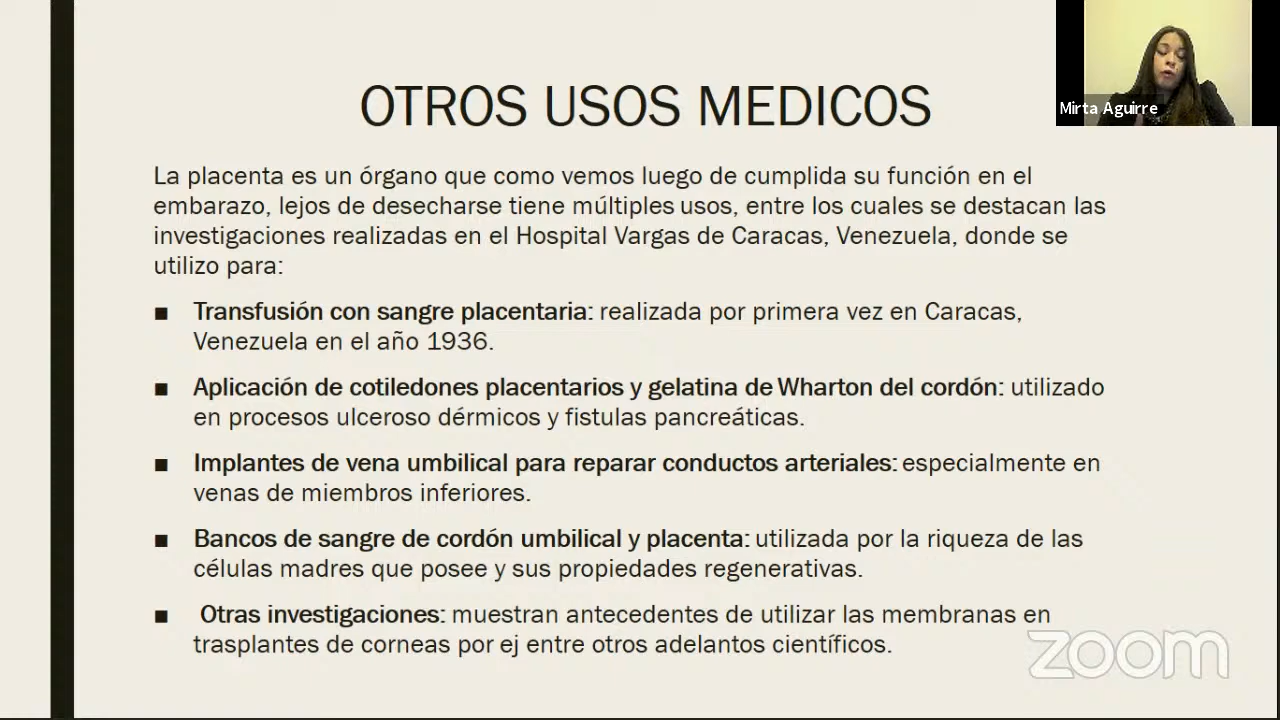 OTROS USOS MEDICOS
Mirta Aguirre
La placenta es un órgano que como vemos luego de cumplida su función en el
embarazo, lejos de desecharse tiene múltiples usos, entre los cuales se destacan las
investigaciones realizadas en el Hospital Vargas de Caracas, Venezuela, donde se
utilizo para:
■ Transfusión con sangre placentaria: realizada por primera vez en Caracas,
Venezuela en el año 1936.
■ Aplicación de cotiledones placentarios y gelatina de Wharton del cordón: utilizado
en procesos ulceroso dérmicos y fistulas pancreáticas.
■ Implantes de vena umbilical para reparar conductos arteriales: especialmente en
venas de miembros inferiores.
■ Bancos de sangre de cordón umbilical y placenta: utilizada por la riqueza de las
células madres que posee y sus propiedades regenerativas.
■ Otras investigaciones: muestran antecedentes de utilizar las membranas en
trasplantes de corneas por ej entre otros adelantos científicos.
zoom